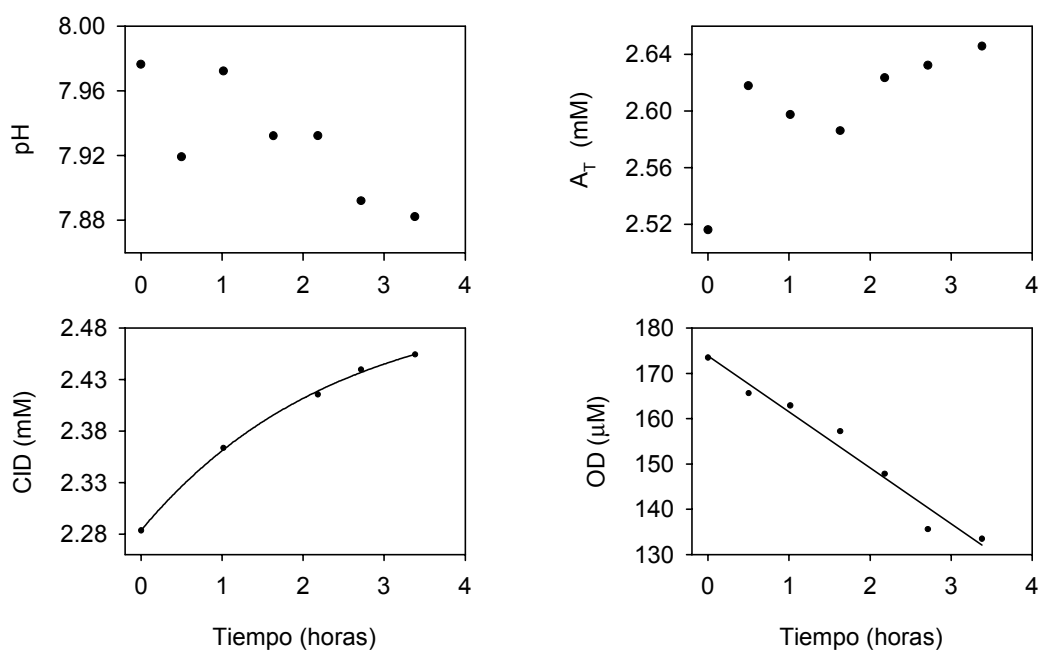 8.00
7.96
7.92
7.88
pH
0 1 2 3 4
2.64
2.60
2.56
2.52
A_T (mM)
0 1 2 3 4
2.48
2.43
2.38
2.33
2.28
CID (mM)
0 1 2 3 4
Tiempo (horas)
180
170
160
150
140
130
OD (μM)
0 1 2 3 4
Tiempo (horas)